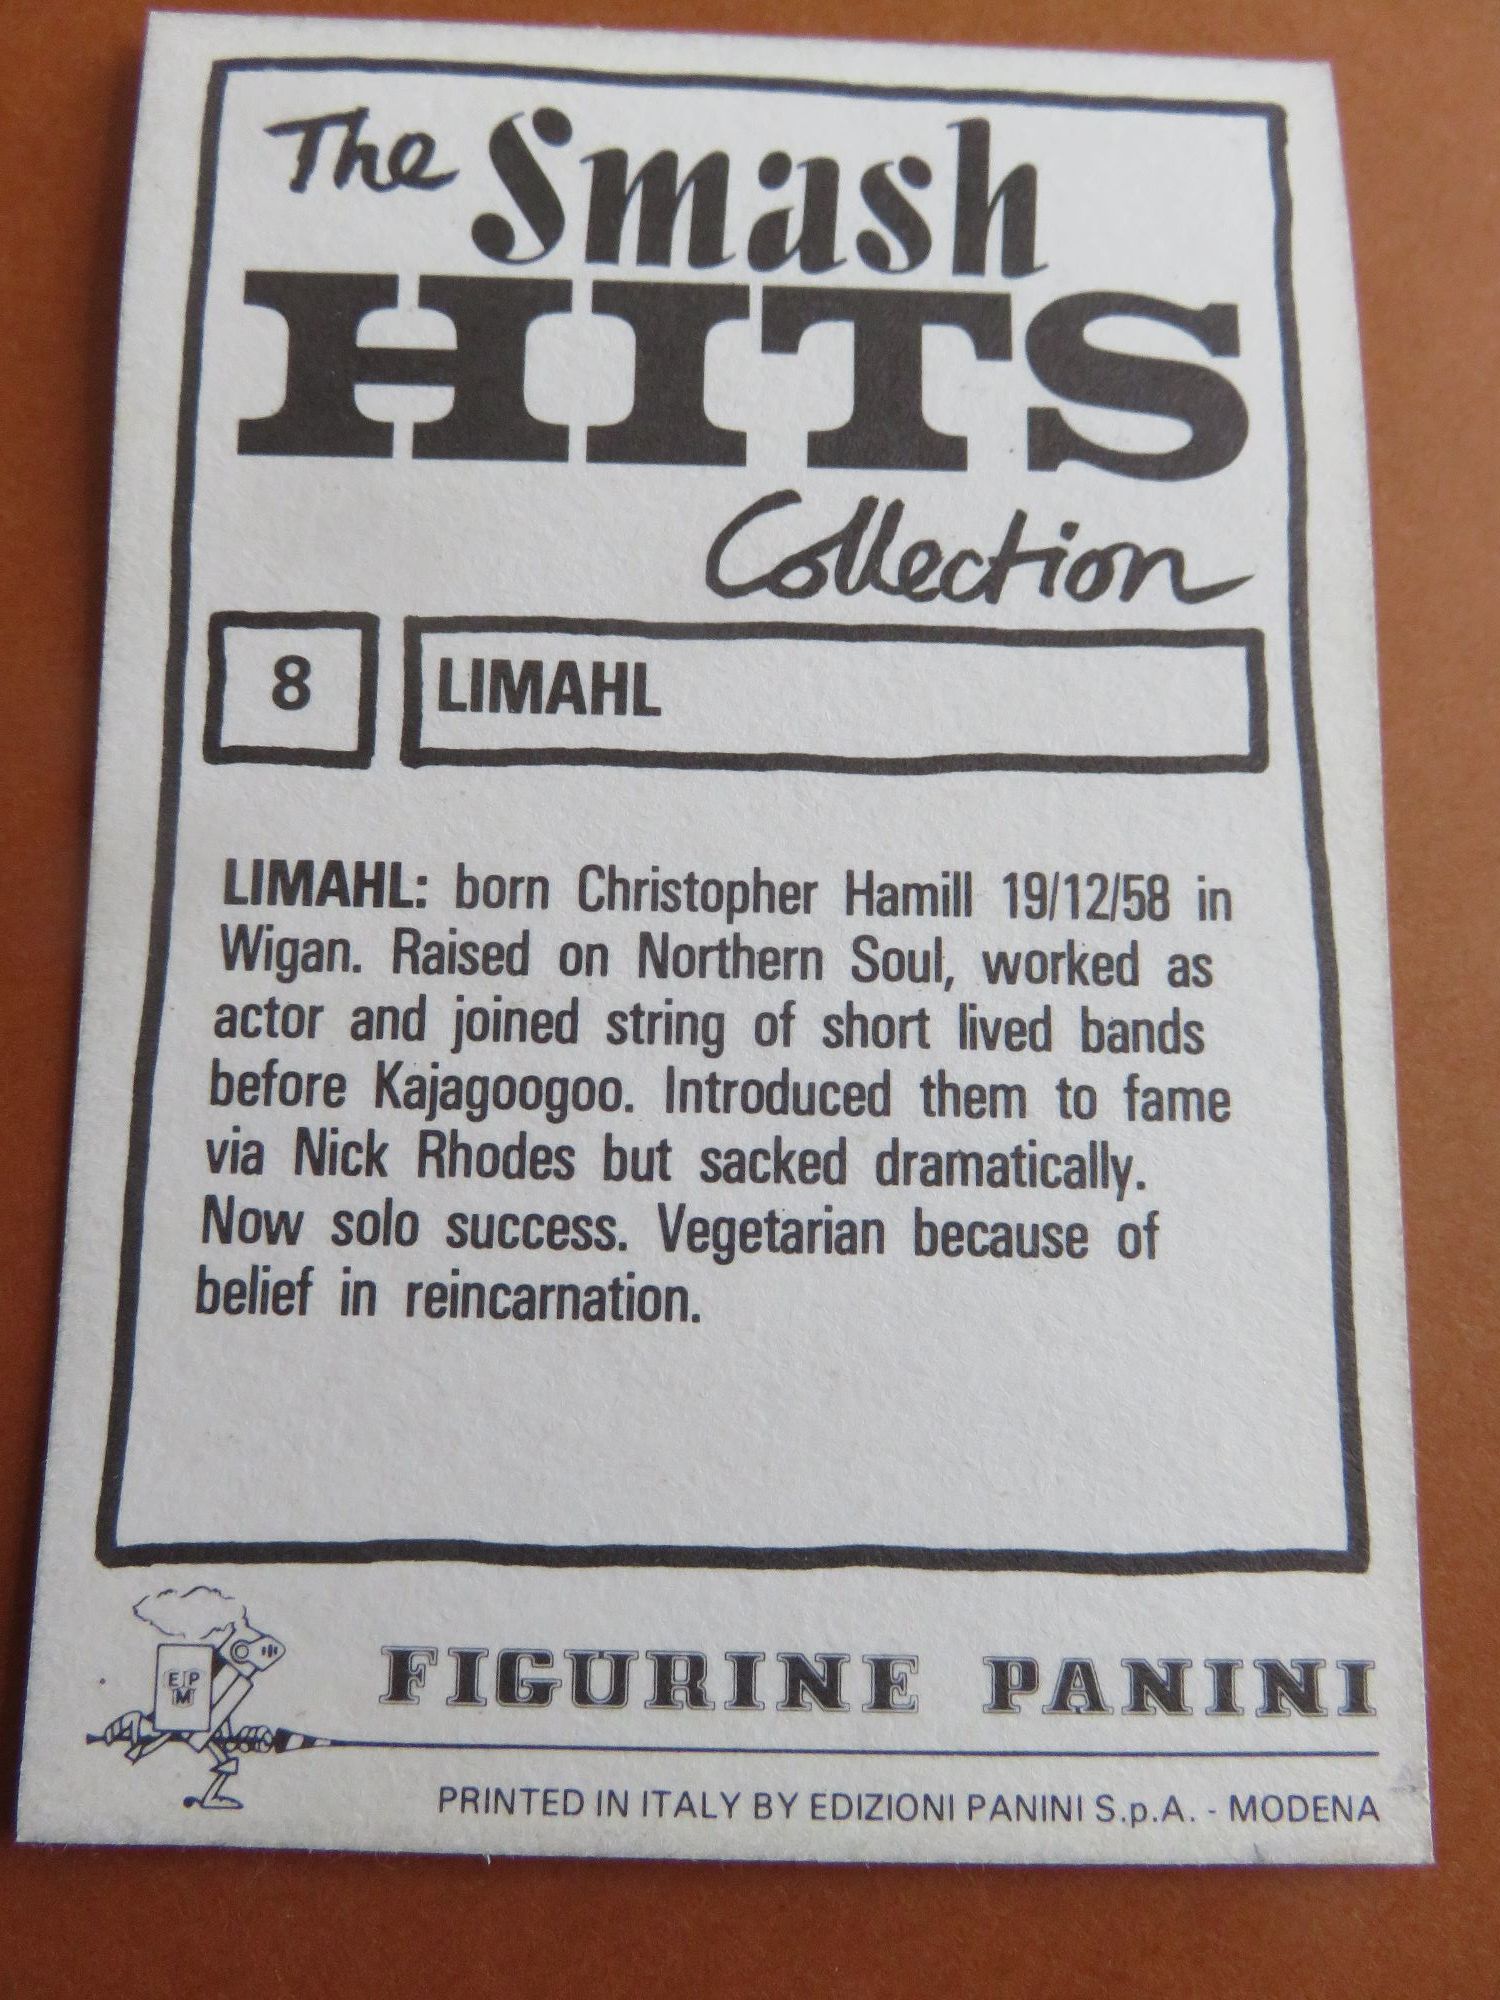 The Smash
HITS
Collection
8 LIMAHL
LIMAHL: born Christopher Hamill 19/12/58 in
Wigan. Raised on Northern Soul, worked as
actor and joined string of short lived bands
before Kajagoogoo. Introduced them to fame
via Nick Rhodes but sacked dramatically.
Now solo success. Vegetarian because of
belief in reincarnation.
EPM
FIGURINE PANINI
PRINTED IN ITALY BY EDIZIONI PANINI S.p.A. - MODENA